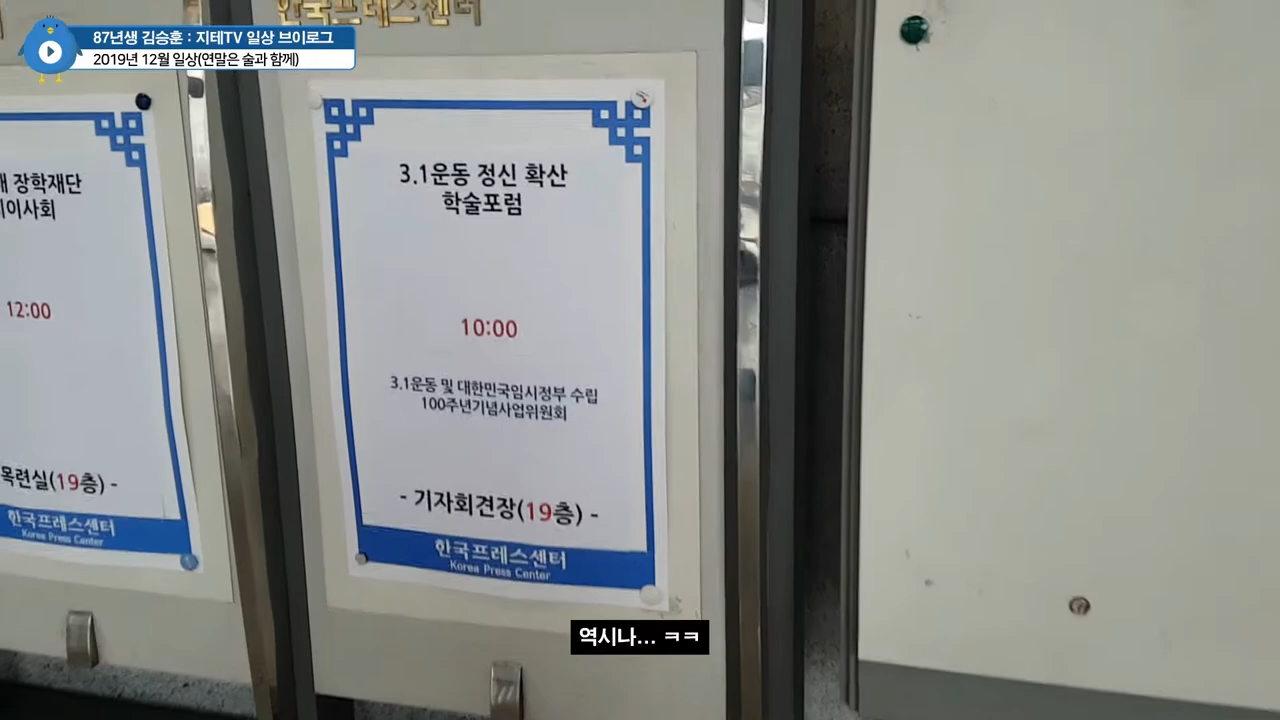 87년생 김승훈 : 지테TV 일상 브이로그
2019년 12월 일상(연말은 술과 함께)
한국프레스센터
장학재단
이사회
12:00
목련실(19층) -
한국프레스센터
Korea Press Center
3.1운동 정신 확산
학술포럼
10:00
3.1운동 및 대한민국임시정부 수립
100주년기념사업위원회
- 기자회견장(19층) -
한국프레스센터
Korea Press Center
역시나... ㅋㅋ